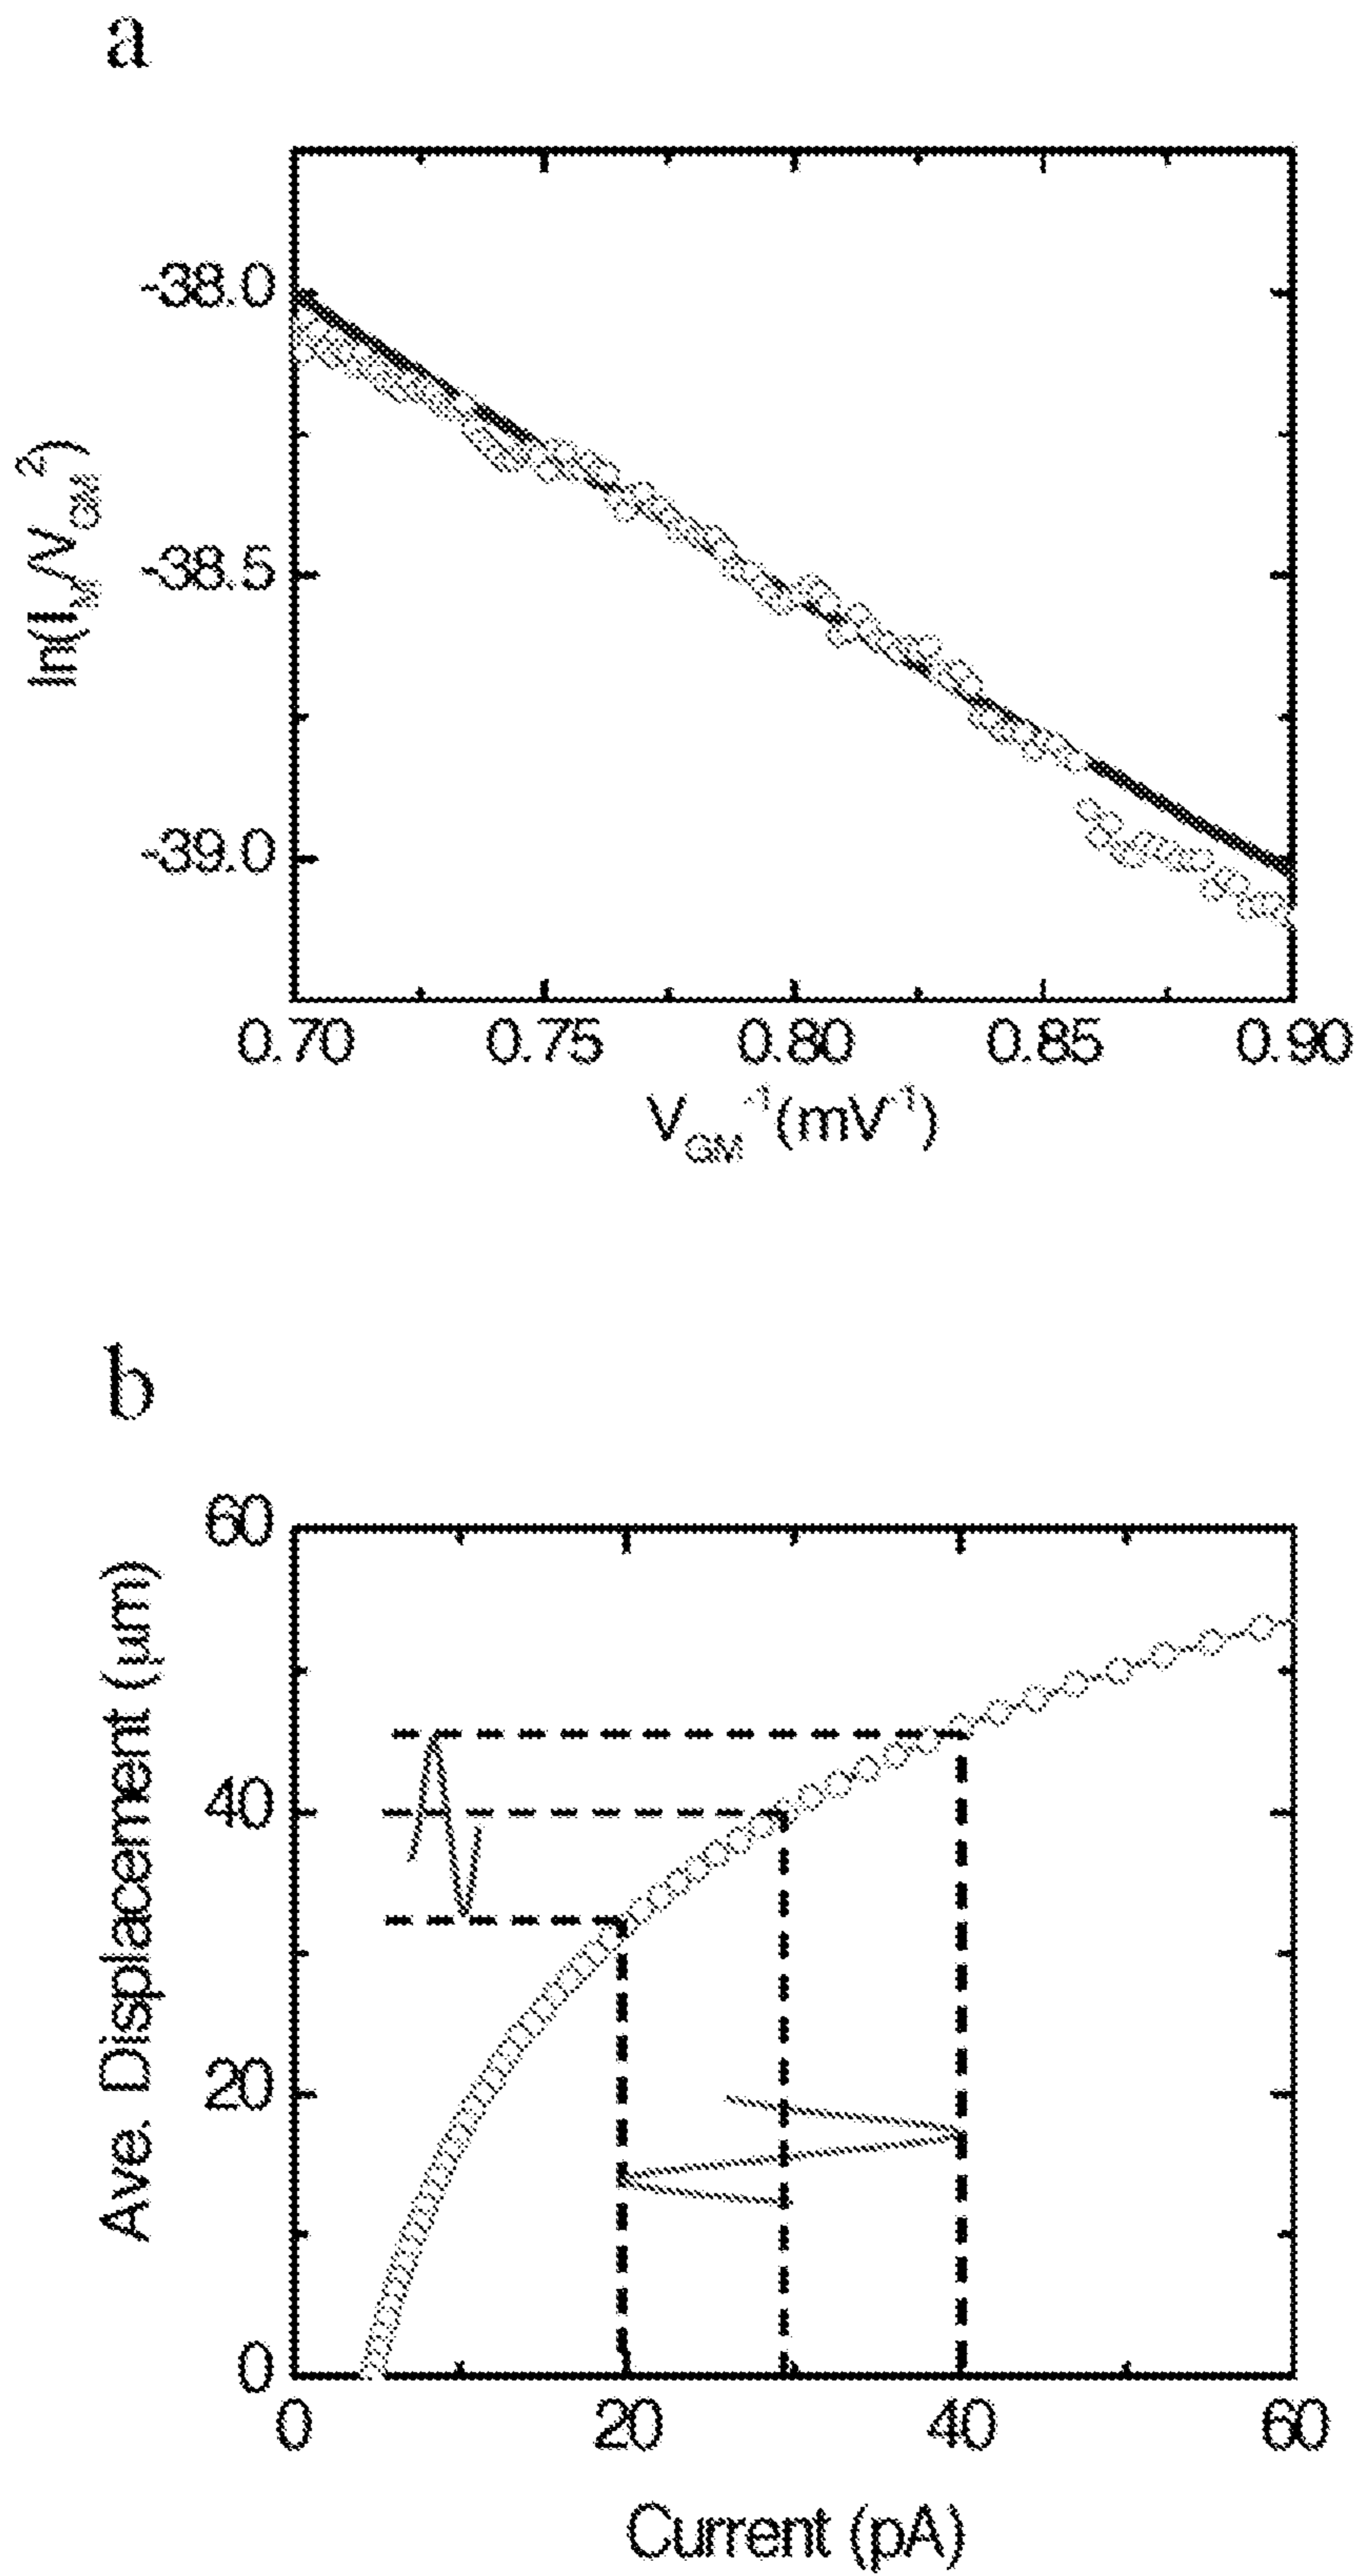 a
-38.0
-38.5
-39.0
ln(I_M/V_GM^2)
0.70 0.75 0.80 0.85 0.90
V_GM^-1 (mV^-1)
b
60
40
20
0
Ave. Displacement (μm)
0 20 40 60
Current (pA)